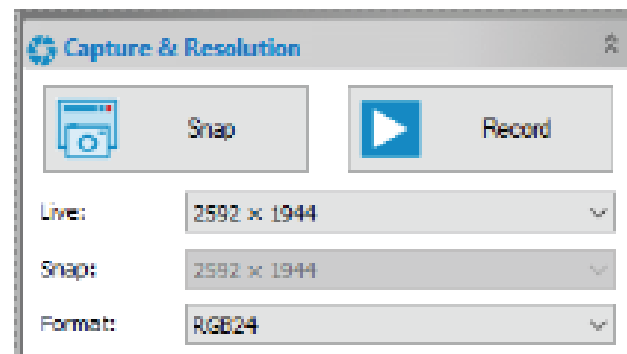 Capture & Resolution
Snap Record
Live: 2592 × 1944
Snap: 2592 × 1944
Format: RGB24